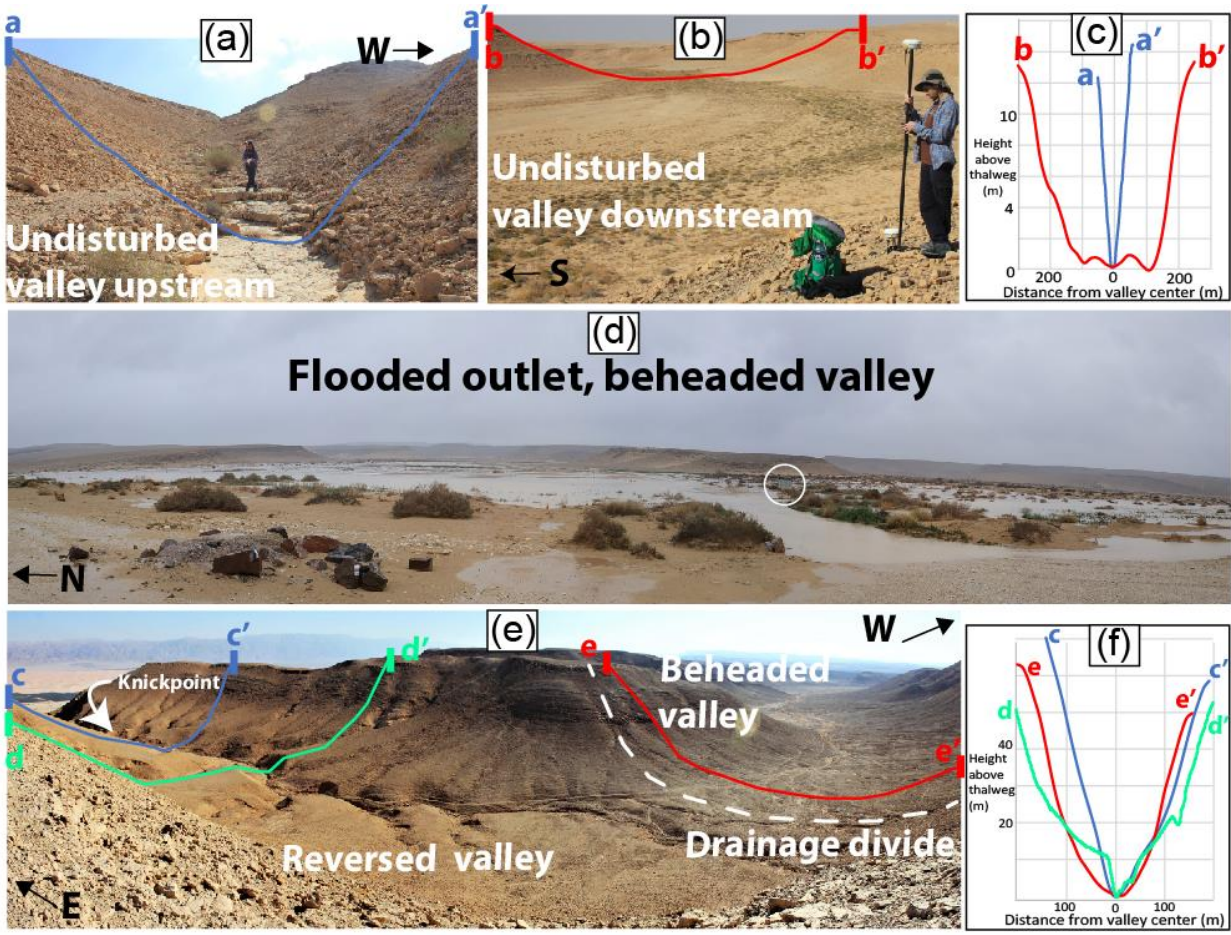 (a)
a
a'
W
Undisturbed
valley upstream
(b)
b
b'
Undisturbed
valley downstream
S
(c)
b
a
a'
b'
10
Height
above
thalweg
(m)
4
0
200
0
200
Distance from valley center (m)
(d)
Flooded outlet, beheaded valley
N
(e)
c
c'
d
d'
e
e'
W
Knickpoint
Beheaded
valley
Reversed valley
Drainage divide
E
(f)
c
e
d
c'
e'
d'
40
Height
above
thalweg
(m)
20
100
0
100
Distance from valley center (m)